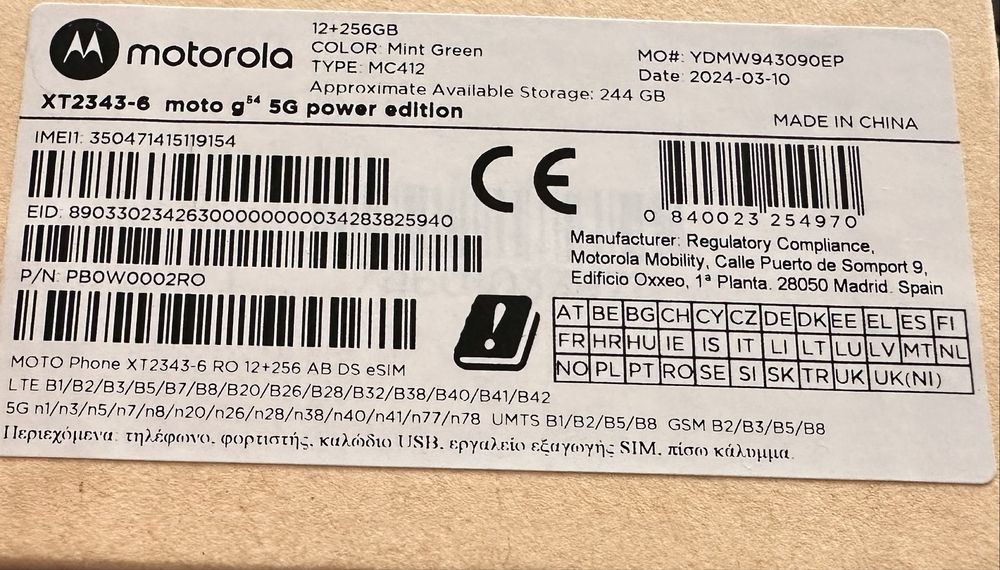 motorola
12+256GB
COLOR: Mint Green
TYPE: MC412
Approximate Available Storage: 244 GB
MO#: YDMW943090EP
Date: 2024-03-10
XT2343-6 moto g⁵⁴ 5G power edition
MADE IN CHINA
IMEI1: 350471415119154
EID: 89033023426300000000034283825940
P/N: PB0W0002RO
CE
0 840023 254970
Manufacturer: Regulatory Compliance,
Motorola Mobility, Calle Puerto de Somport 9,
Edificio Oxxeo, 1ª Planta. 28050 Madrid. Spain
AT BE BG CH CY CZ DE DK EE EL ES FI
FR HR HU IE IS IT LI LT LU LV MT NL
NO PL PT RO SE SI SK TR UK UK(NI)
MOTO Phone XT2343-6 RO 12+256 AB DS eSIM
LTE B1/B2/B3/B5/B7/B8/B20/B26/B28/B32/B38/B40/B41/B42
5G n1/n3/n5/n7/n8/n20/n26/n28/n38/n40/n41/n77/n78 UMTS B1/B2/B5/B8 GSM B2/B3/B5/B8
Περιεχόμενα: τηλέφωνο, φορτιστής, καλώδιο USB, εργαλείο εξαγωγής SIM, πίσω κάλυμμα.